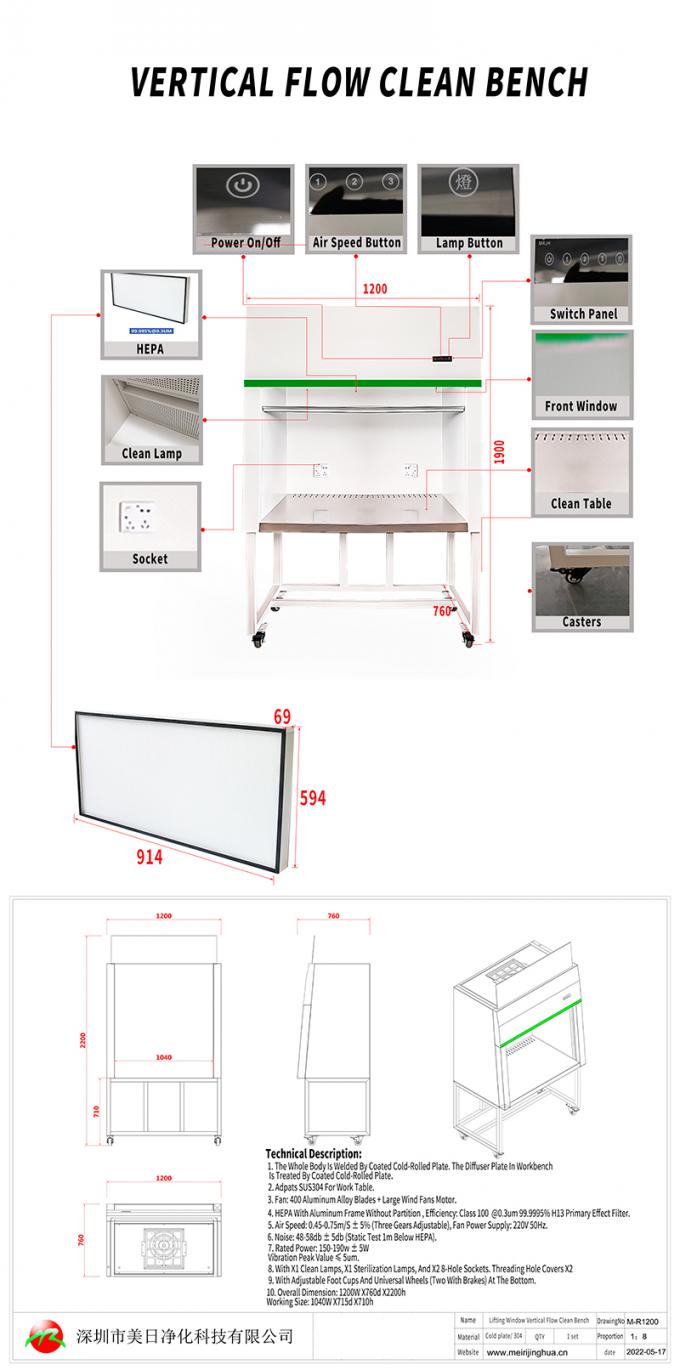 VERTICAL FLOW CLEAN BENCH
1 2 3 燈
Power On/Off Air Speed Button Lamp Button
MRJH
Switch Panel
1200
99.995%@0.3UM
HEPA
Front Window
Clean Lamp
1900
Clean Table
Socket
760
Casters
69
594
914
1200
760
2200
1040
710
1200
760
Technical Description:
1. The Whole Body Is Welded By Coated Cold-Rolled Plate. The Diffuser Plate In Workbench
Is Treated By Coated Cold-Rolled Plate.
2. Adpats SUS304 For Work Table.
3. Fan: 400 Aluminum Alloy Blades + Large Wind Fans Motor.
4. HEPA With Aluminum Frame Without Partition , Efficiency: Class 100 @0.3um 99.9995% H13 Primary Effect Filter.
5. Air Speed: 0.45-0.75m/S ± 5% (Three Gears Adjustable), Fan Power Supply: 220V 50Hz.
6. Noise: 48-58db ± 5db (Static Test 1m Below HEPA).
7. Rated Power: 150-190w ± 5W
Vibration Peak Value ≤ 5um.
8. With X1 Clean Lamps, X1 Sterilization Lamps, And X2 8-Hole Sockets. Threading Hole Covers X2
9. With Adjustable Foot Cups And Universal Wheels (Two With Brakes) At The Bottom.
10. Overall Dimension: 1200W X760d X2200h
Working Size: 1040W X715d X710h
MR 深圳市美日净化科技有限公司
Name Lifting Window Vertical Flow Clean Bench DrawingNo M-R1200
Material Cold plate/ 304 QTY 1 set Proportion 1：8
Website www.meirijinghua.cn date 2022-05-17